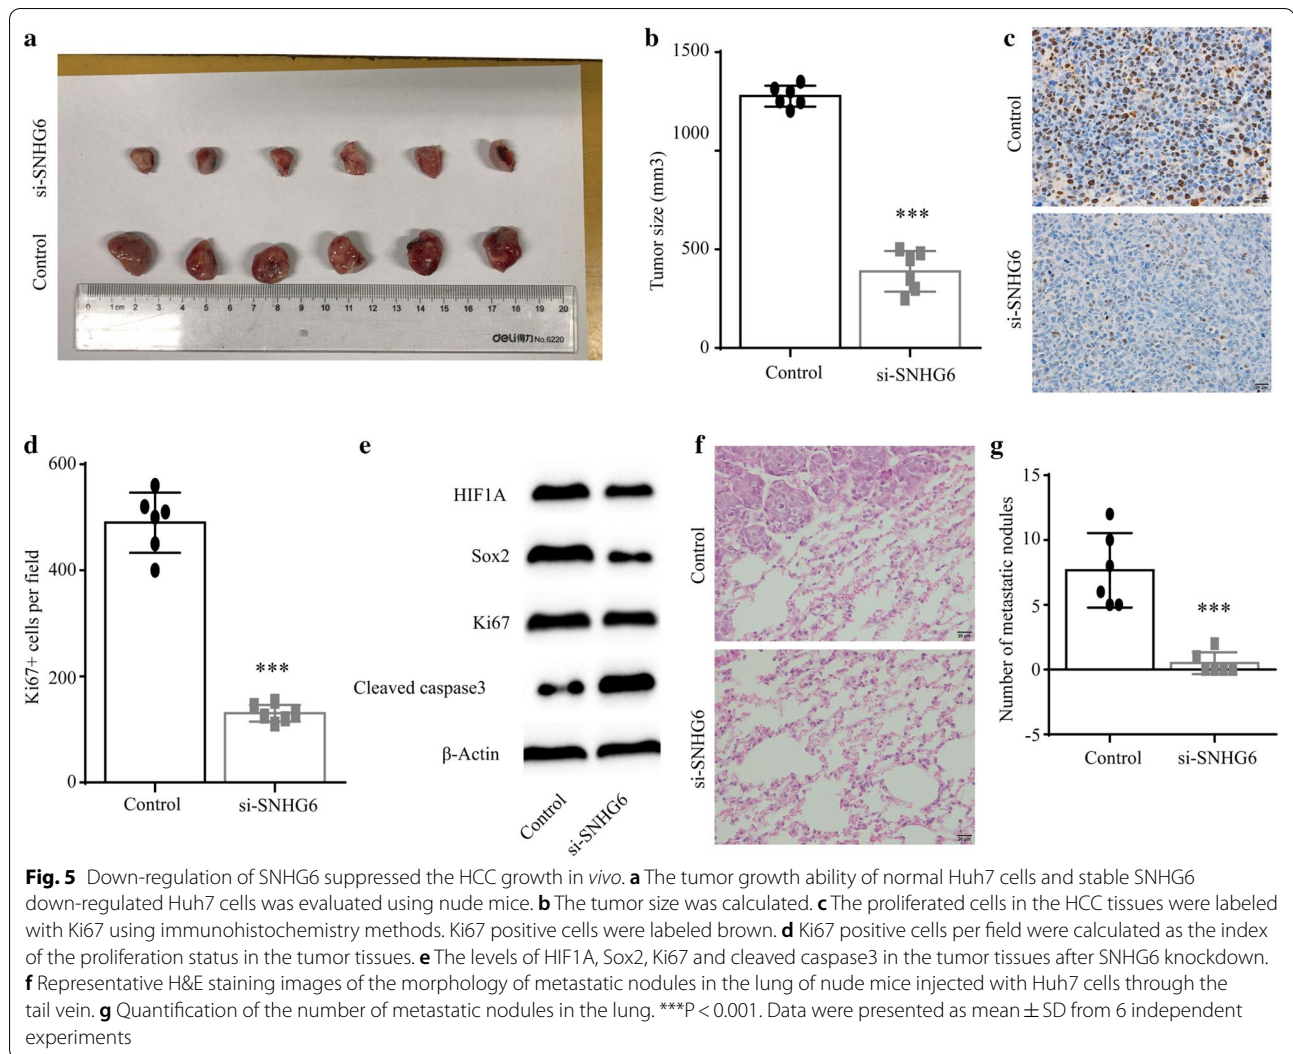 a
si-SNHG6
Control
0 1cm 2 3 4 5 6 7 8 9 10 11 12 13 14 15 16 17 18 19 20
deli得力 No.6220
b
Tumor size (mm3)
1500
1000
500
0
***
Control si-SNHG6
c
Control
si-SNHG6
d
Ki67+ cells per field
600
400
200
0
***
Control si-SNHG6
e
HIF1A
Sox2
Ki67
Cleaved caspase3
β-Actin
Control
si-SNHG6
f
Control
20 μm
si-SNHG6
20 μm
g
Number of metastatic nodules
15
10
5
0
−5
***
Control si-SNHG6
Fig. 5 Down-regulation of SNHG6 suppressed the HCC growth in vivo. a The tumor growth ability of normal Huh7 cells and stable SNHG6
down-regulated Huh7 cells was evaluated using nude mice. b The tumor size was calculated. c The proliferated cells in the HCC tissues were labeled
with Ki67 using immunohistochemistry methods. Ki67 positive cells were labeled brown. d Ki67 positive cells per field were calculated as the index
of the proliferation status in the tumor tissues. e The levels of HIF1A, Sox2, Ki67 and cleaved caspase3 in the tumor tissues after SNHG6 knockdown.
f Representative H&E staining images of the morphology of metastatic nodules in the lung of nude mice injected with Huh7 cells through the
tail vein. g Quantification of the number of metastatic nodules in the lung. ***P < 0.001. Data were presented as mean ± SD from 6 independent
experiments